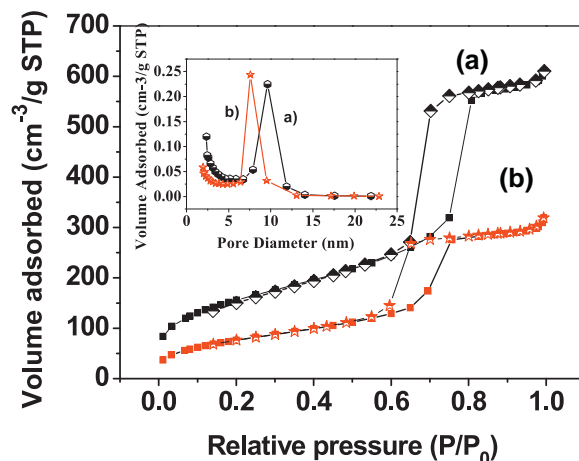 Volume adsorbed (cm⁻³/g STP)
700
600
500
400
300
200
100
0
0.0 0.2 0.4 0.6 0.8 1.0
Relative pressure (P/P₀)
(a)
(b)
Volume Adsorbed (cm-3/g STP)
0.25
0.20
0.15
0.10
0.05
0.00
0 5 10 15 20 25
Pore Diameter (nm)
b)
a)